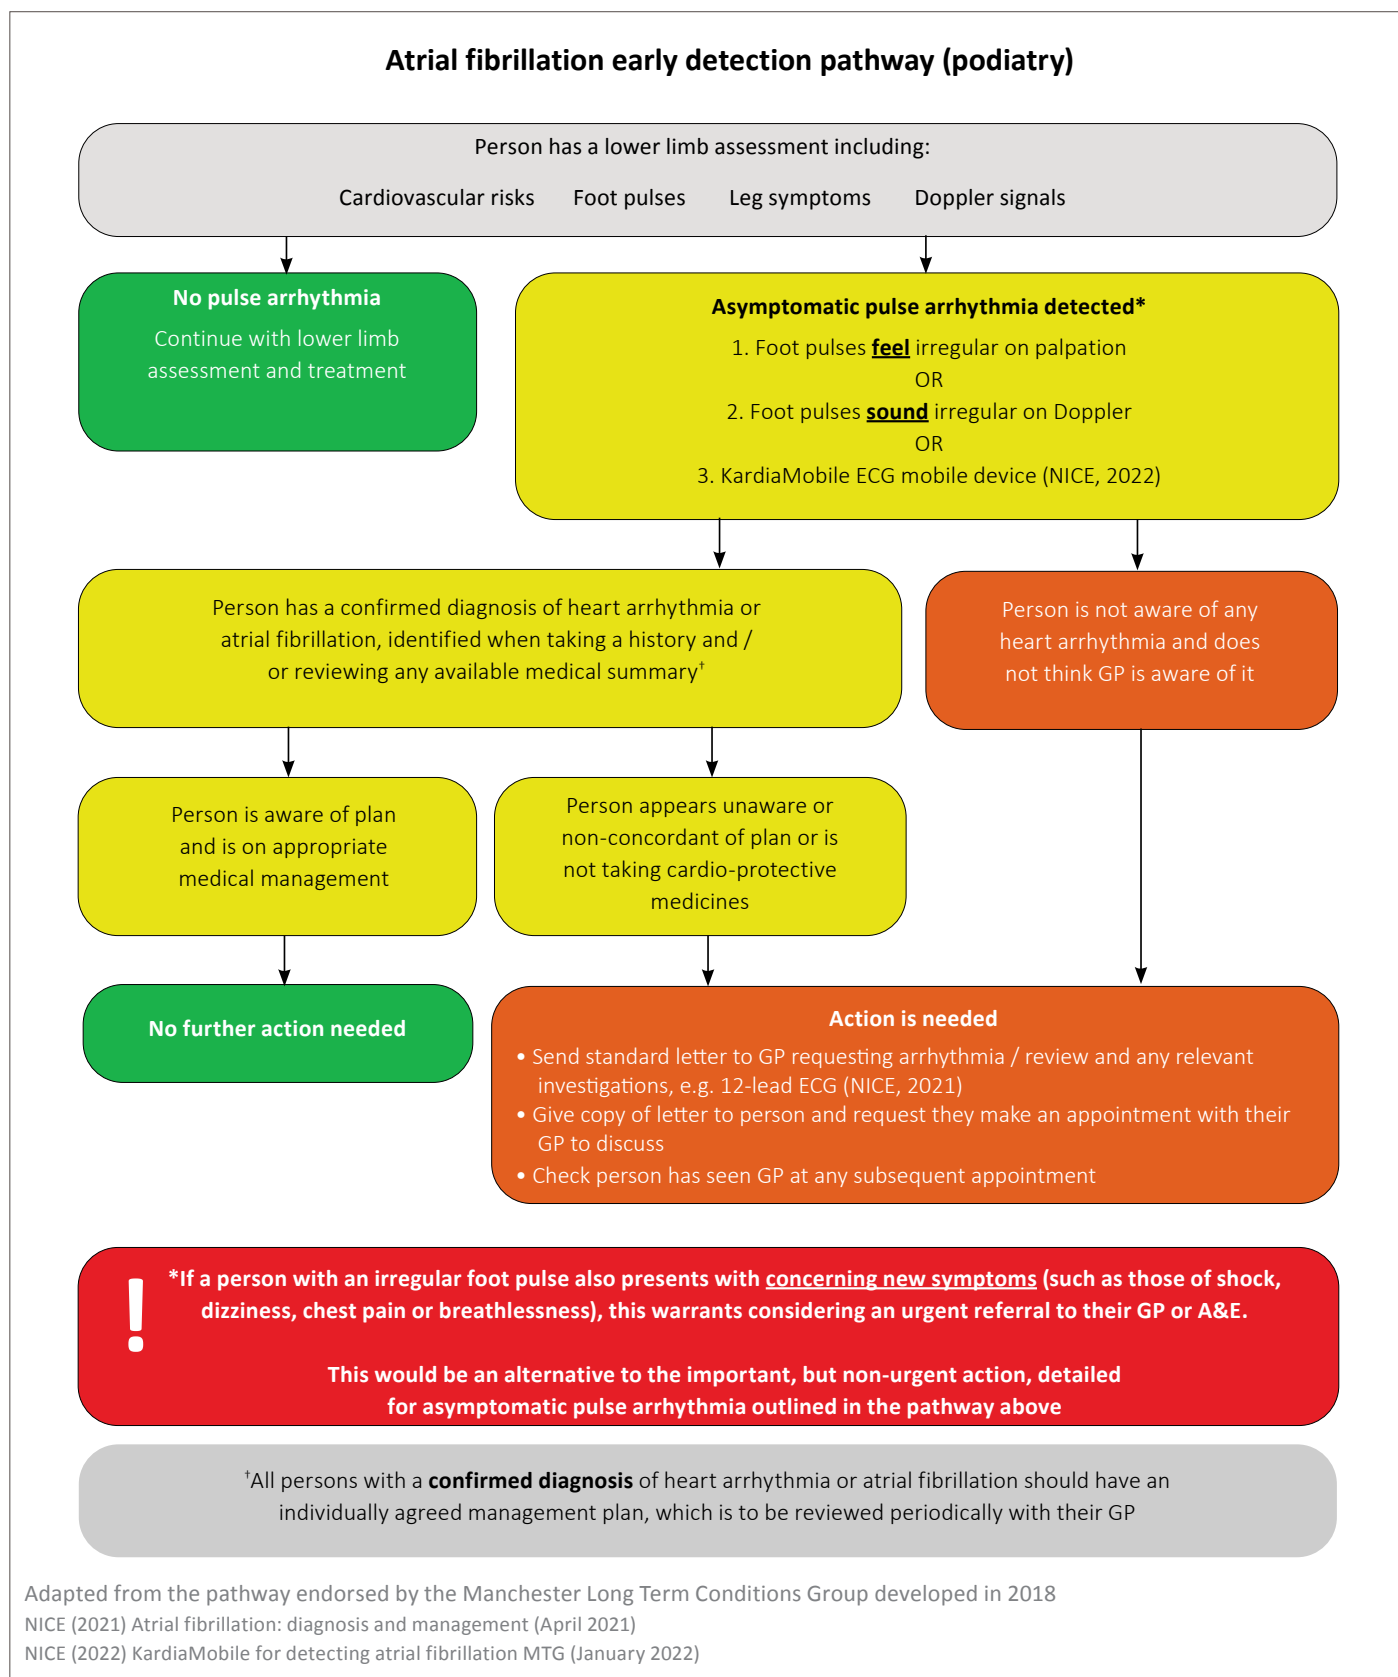 Atrial fibrillation early detection pathway (podiatry)
Person has a lower limb assessment including:
Cardiovascular risks Foot pulses Leg symptoms Doppler signals
No pulse arrhythmia
Continue with lower limb
assessment and treatment
Asymptomatic pulse arrhythmia detected*
1. Foot pulses feel irregular on palpation
OR
2. Foot pulses sound irregular on Doppler
OR
3. KardiaMobile ECG mobile device (NICE, 2022)
Person has a confirmed diagnosis of heart arrhythmia or
atrial fibrillation, identified when taking a history and /
or reviewing any available medical summary†
Person is not aware of any
heart arrhythmia and does
not think GP is aware of it
Person is aware of plan
and is on appropriate
medical management
Person appears unaware or
non-concordant of plan or is
not taking cardio-protective
medicines
No further action needed
Action is needed
• Send standard letter to GP requesting arrhythmia / review and any relevant
investigations, e.g. 12-lead ECG (NICE, 2021)
• Give copy of letter to person and request they make an appointment with their
GP to discuss
• Check person has seen GP at any subsequent appointment
!
*If a person with an irregular foot pulse also presents with concerning new symptoms (such as those of shock,
dizziness, chest pain or breathlessness), this warrants considering an urgent referral to their GP or A&E.
This would be an alternative to the important, but non-urgent action, detailed
for asymptomatic pulse arrhythmia outlined in the pathway above
†All persons with a confirmed diagnosis of heart arrhythmia or atrial fibrillation should have an
individually agreed management plan, which is to be reviewed periodically with their GP
Adapted from the pathway endorsed by the Manchester Long Term Conditions Group developed in 2018
NICE (2021) Atrial fibrillation: diagnosis and management (April 2021)
NICE (2022) KardiaMobile for detecting atrial fibrillation MTG (January 2022)